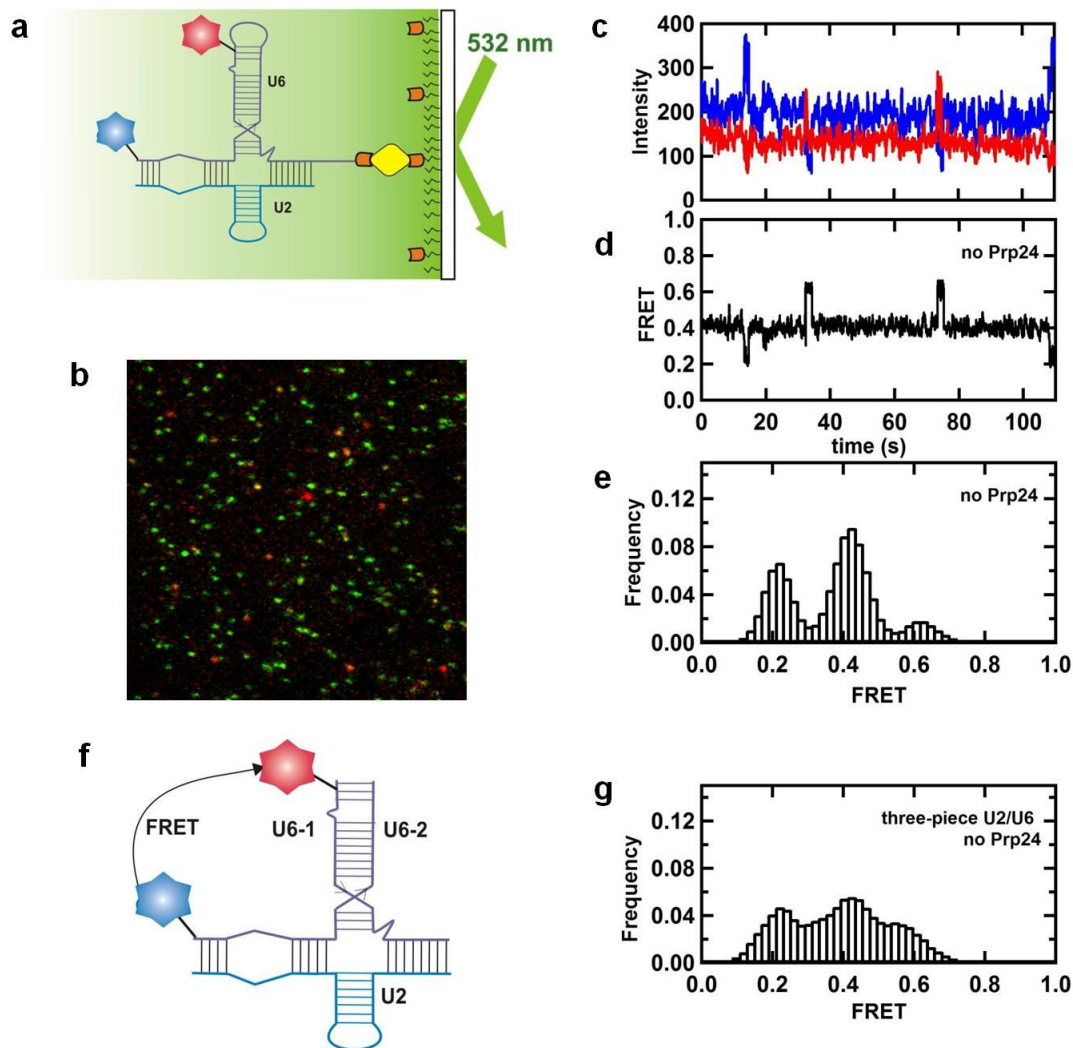 a
532 nm
U6
U2
b
c
400
300
200
100
0
Intensity
d
no Prp24
1.0
0.8
0.6
0.4
0.2
0.0
FRET
0 20 40 60 80 100
time (s)
e
no Prp24
0.12
0.08
0.04
0.00
Frequency
0.0 0.2 0.4 0.6 0.8 1.0
FRET
f
FRET
U6-1
U6-2
U2
g
three-piece U2/U6
no Prp24
0.12
0.08
0.04
0.00
Frequency
0.0 0.2 0.4 0.6 0.8 1.0
FRET